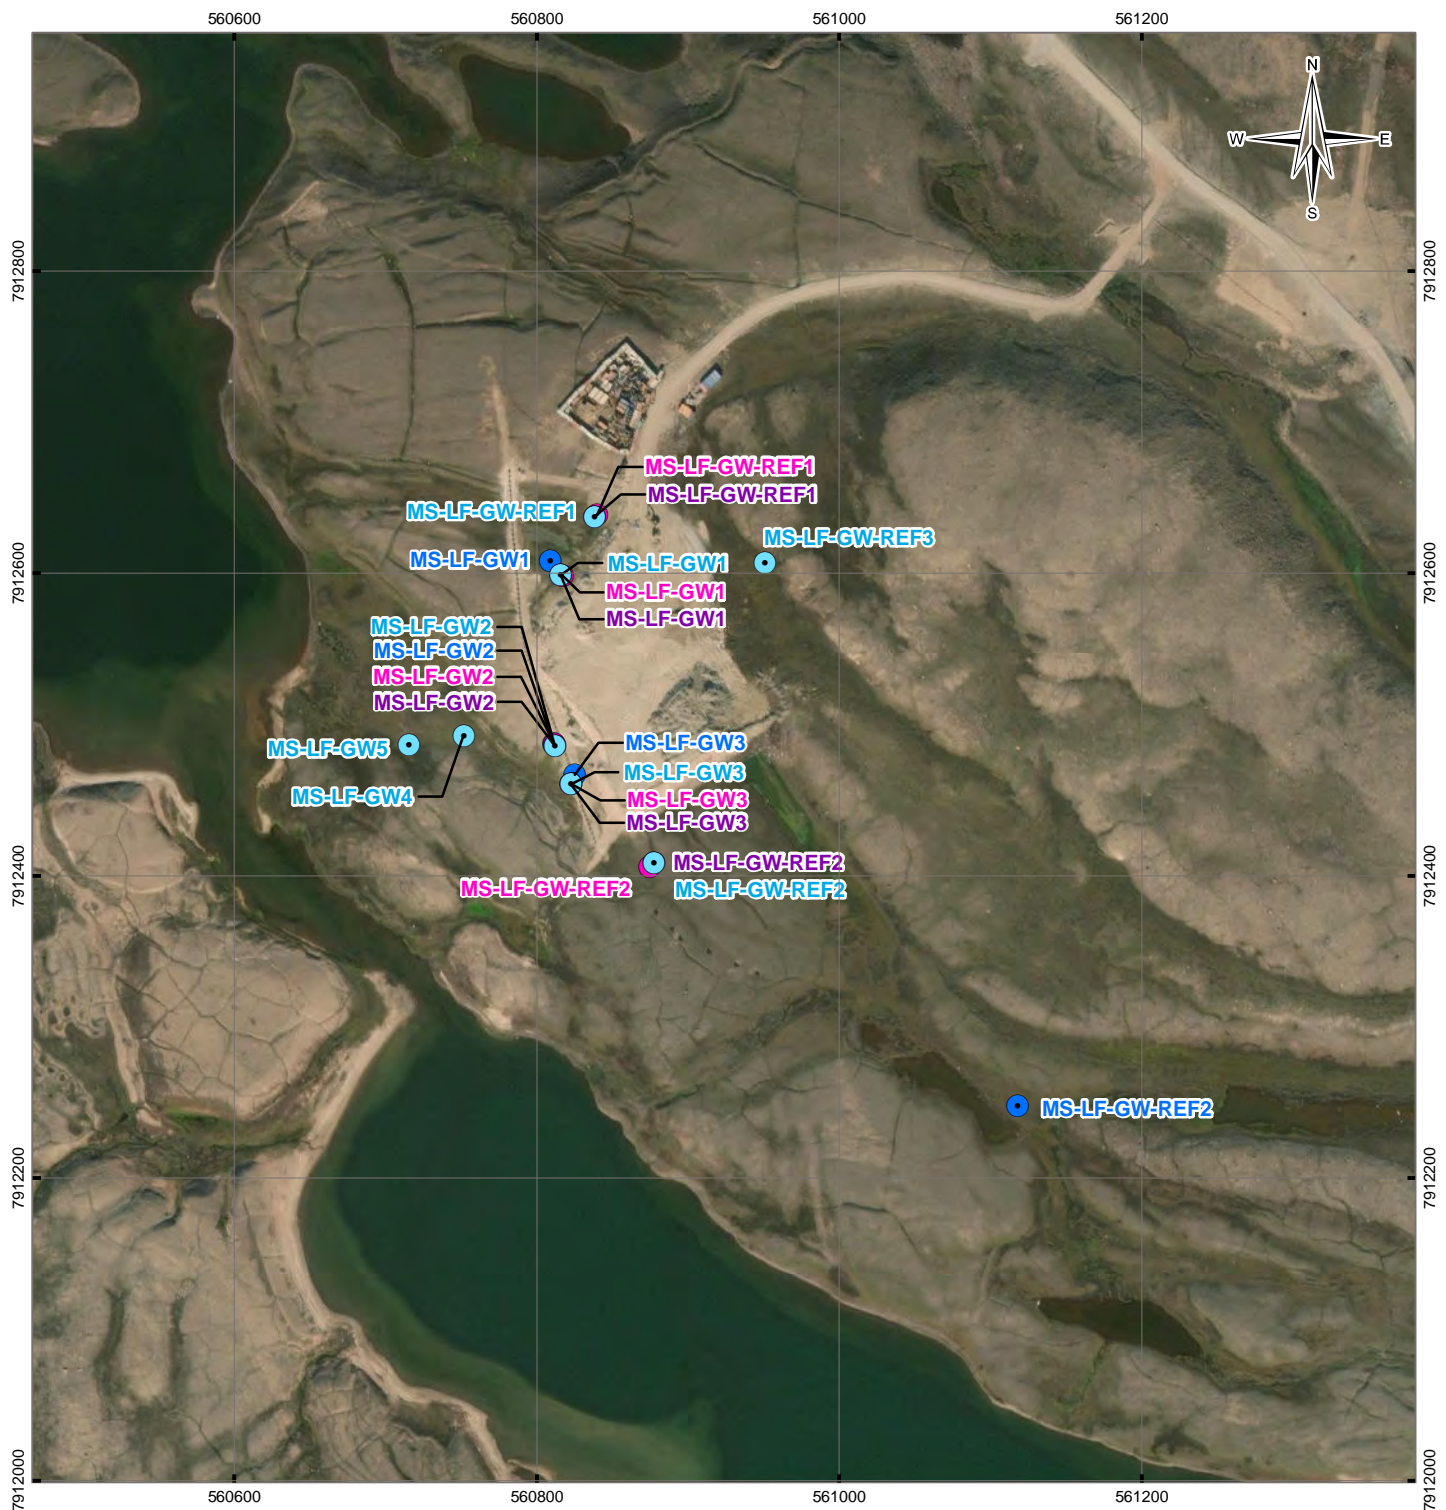 560600 560800 561000 561200
N
W E
S
7912800 7912800
MS-LF-GW-REF1
MS-LF-GW-REF1
MS-LF-GW-REF1
MS-LF-GW-REF3
MS-LF-GW1 MS-LF-GW1
7912600 7912600
MS-LF-GW1
MS-LF-GW1
MS-LF-GW2
MS-LF-GW2
MS-LF-GW2
MS-LF-GW2
MS-LF-GW3
MS-LF-GW5
MS-LF-GW3
MS-LF-GW4 MS-LF-GW3
MS-LF-GW3
MS-LF-GW-REF2
7912400 7912400
MS-LF-GW-REF2 MS-LF-GW-REF2
MS-LF-GW-REF2
7912200 7912200
7912000 7912000
560600 560800 561000 561200